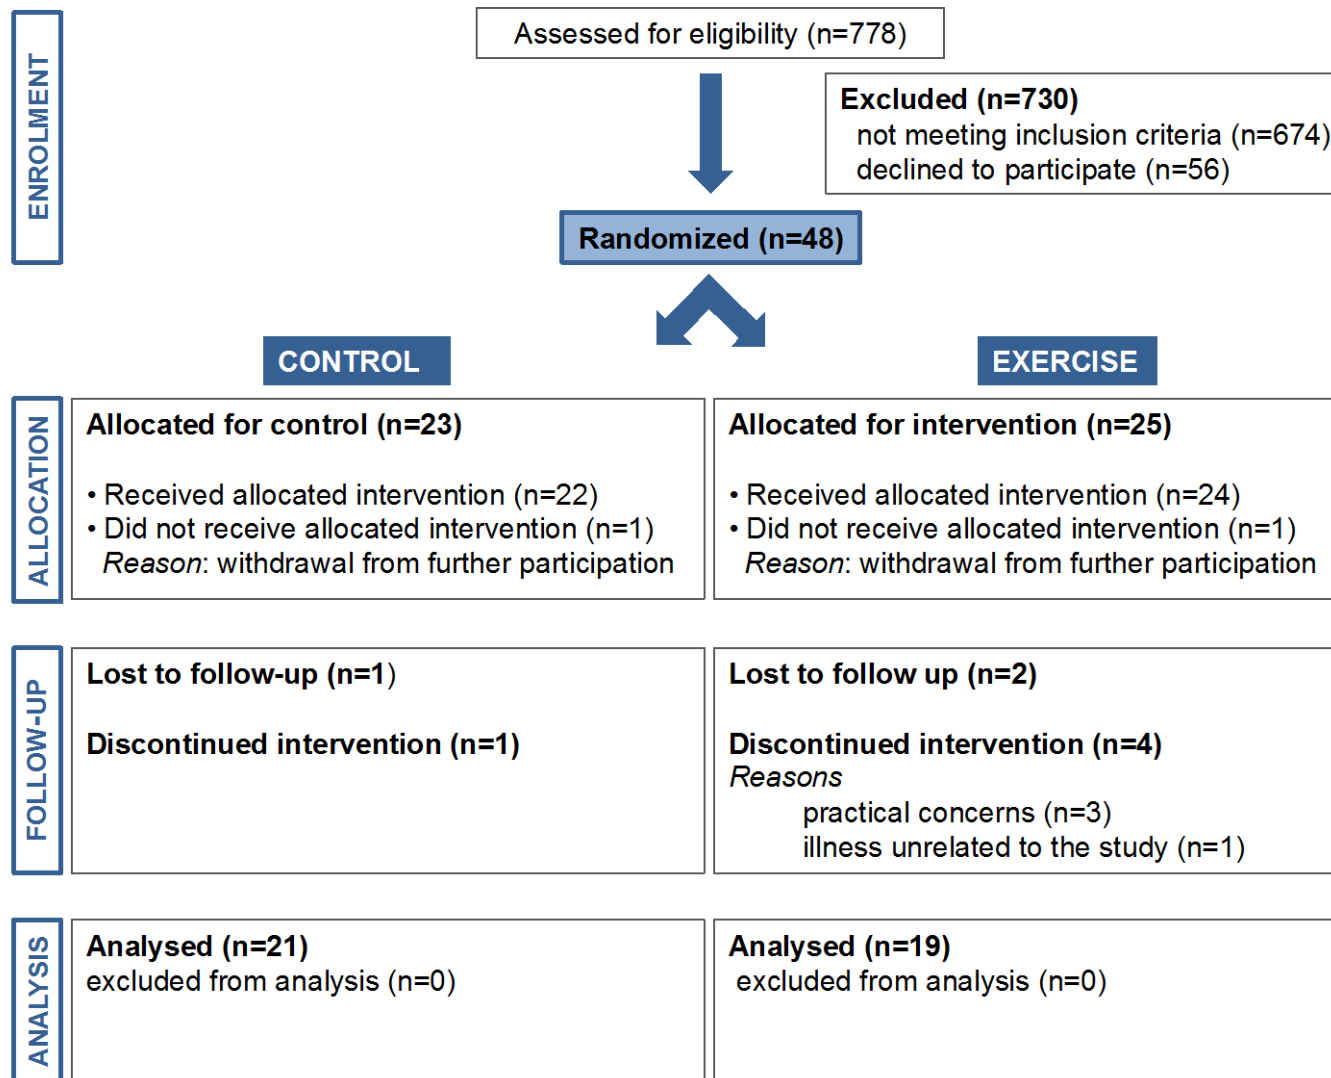 ENROLMENT
Assessed for eligibility (n=778)
Excluded (n=730)
not meeting inclusion criteria (n=674)
declined to participate (n=56)
Randomized (n=48)
CONTROL
EXERCISE
ALLOCATION
Allocated for control (n=23)
• Received allocated intervention (n=22)
• Did not receive allocated intervention (n=1)
Reason: withdrawal from further participation
Allocated for intervention (n=25)
• Received allocated intervention (n=24)
• Did not receive allocated intervention (n=1)
Reason: withdrawal from further participation
FOLLOW-UP
Lost to follow-up (n=1)
Discontinued intervention (n=1)
Lost to follow up (n=2)
Discontinued intervention (n=4)
Reasons
practical concerns (n=3)
illness unrelated to the study (n=1)
ANALYSIS
Analysed (n=21)
excluded from analysis (n=0)
Analysed (n=19)
excluded from analysis (n=0)